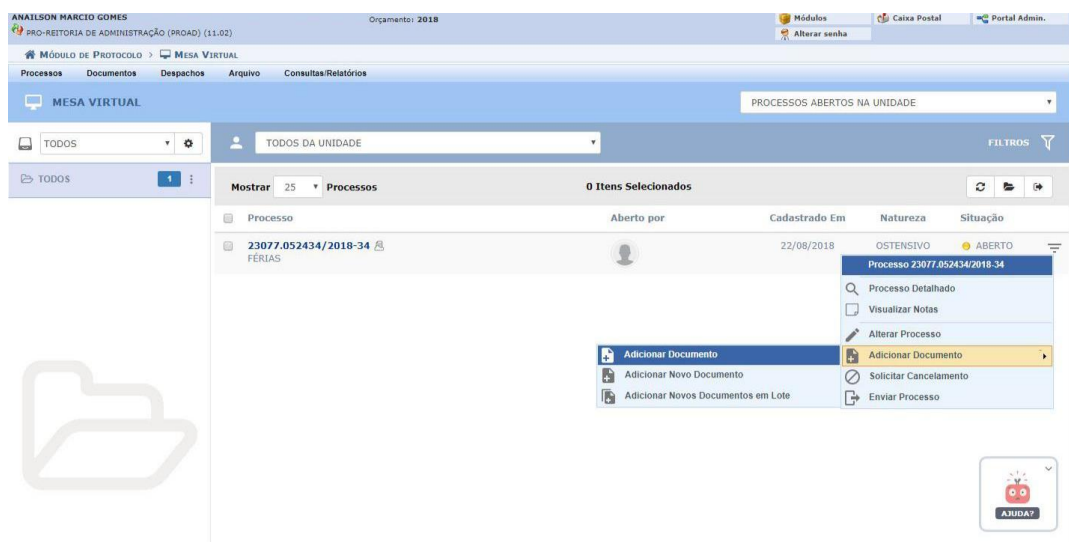 ANAILSON MARCIO GOMES
Orçamento: 2018
Módulos
Caixa Postal
Portal Admin.
PRO-REITORIA DE ADMINISTRAÇÃO (PROAD) (11.02)
Alterar senha
MÓDULO DE PROTOCOLO > MESA VIRTUAL
Processos Documentos Despachos Arquivo Consultas/Relatórios
MESA VIRTUAL
PROCESSOS ABERTOS NA UNIDADE
TODOS
TODOS DA UNIDADE
FILTROS
TODOS 1
Mostrar 25 Processos
0 Itens Selecionados
Processo Aberto por Cadastrado Em Natureza Situação
23077.052434/2018-34 22/08/2018 OSTENSIVO ABERTO
FÉRIAS
Processo 23077.052434/2018-34
Processo Detalhado
Visualizar Notas
Alterar Processo
Adicionar Documento
Solicitar Cancelamento
Enviar Processo
Adicionar Documento
Adicionar Novo Documento
Adicionar Novos Documentos em Lote
AJUDA?